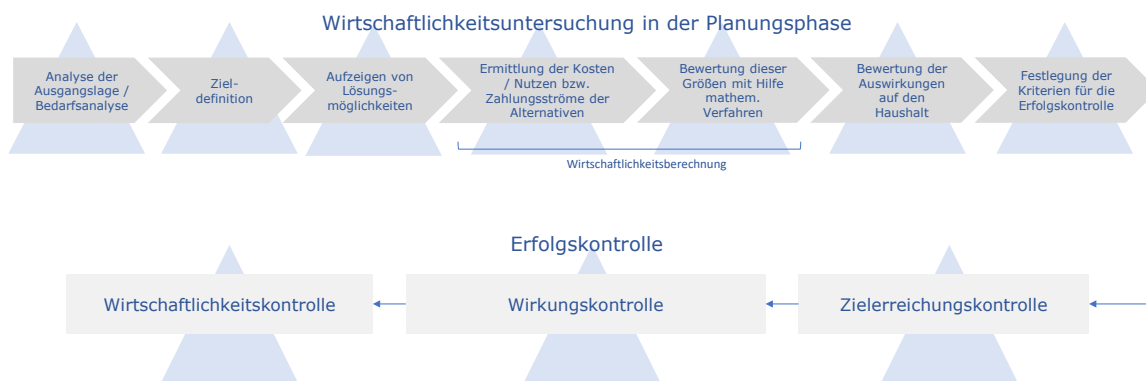 Wirtschaftlichkeitsuntersuchung in der Planungsphase
Analyse der
Ausgangslage /
Bedarfsanalyse
Ziel-
definition
Aufzeigen von
Lösungs-
möglichkeiten
Ermittlung der Kosten
/ Nutzen bzw.
Zahlungsströme der
Alternativen
Bewertung dieser
Größen mit Hilfe
mathem.
Verfahren
Bewertung der
Auswirkungen
auf den
Haushalt
Festlegung der
Kriterien für die
Erfolgskontrolle
Wirtschaftlichkeitsberechnung
Erfolgskontrolle
Wirtschaftlichkeitskontrolle
Wirkungskontrolle
Zielerreichungskontrolle